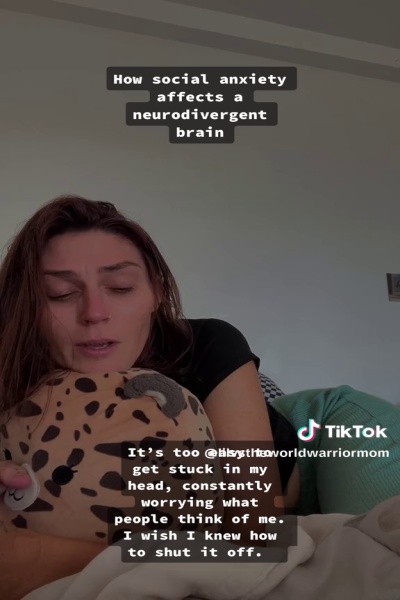 How social anxiety
affects a
neurodivergent
brain
TikTok
It's too easy to
get stuck in my
head, constantly
worrying what
people think of me.
I wish I knew how
to shut it off.